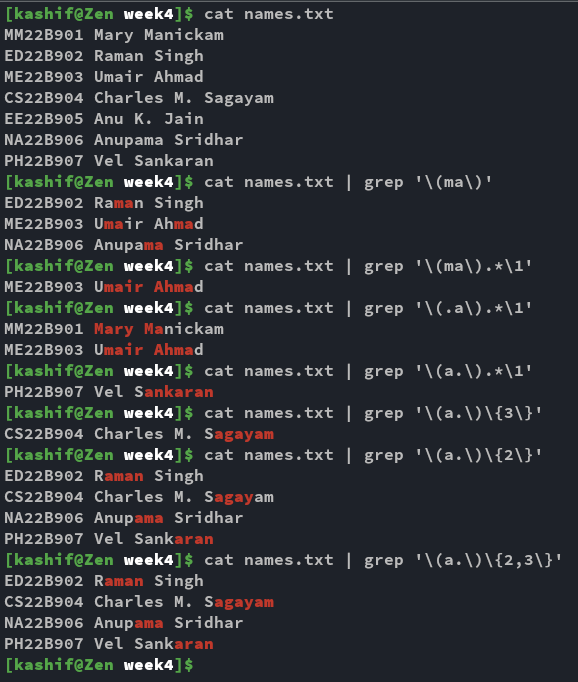 [kashif@Zen week4]$ cat names.txt
MM22B901 Mary Manickam
ED22B902 Raman Singh
ME22B903 Umair Ahmad
CS22B904 Charles M. Sagayam
EE22B905 Anu K. Jain
NA22B906 Anupama Sridhar
PH22B907 Vel Sankaran
[kashif@Zen week4]$ cat names.txt | grep '\(ma\)'
ED22B902 Raman Singh
ME22B903 Umair Ahmad
NA22B906 Anupama Sridhar
[kashif@Zen week4]$ cat names.txt | grep '\(ma\).*\1'
ME22B903 Umair Ahmad
[kashif@Zen week4]$ cat names.txt | grep '\(.a\).*\1'
MM22B901 Mary Manickam
ME22B903 Umair Ahmad
[kashif@Zen week4]$ cat names.txt | grep '\(a.\).*\1'
PH22B907 Vel Sankaran
[kashif@Zen week4]$ cat names.txt | grep '\(a.\)\{3\}'
CS22B904 Charles M. Sagayam
[kashif@Zen week4]$ cat names.txt | grep '\(a.\)\{2\}'
ED22B902 Raman Singh
CS22B904 Charles M. Sagayam
NA22B906 Anupama Sridhar
PH22B907 Vel Sankaran
[kashif@Zen week4]$ cat names.txt | grep '\(a.\)\{2,3\}'
ED22B902 Raman Singh
CS22B904 Charles M. Sagayam
NA22B906 Anupama Sridhar
PH22B907 Vel Sankaran
[kashif@Zen week4]$